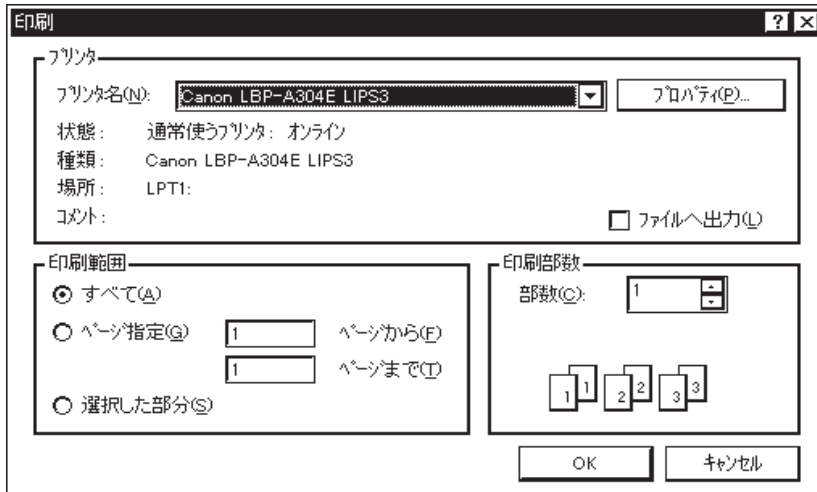 印刷
プリンタ
プリンタ名(N): Canon LBP-A304E LIPS3 プロパティ(P)...
状態: 通常使うプリンタ: オンライン
種類: Canon LBP-A304E LIPS3
場所: LPT1:
コメント: ファイルへ出力(L)
印刷範囲
すべて(A)
ページ指定(G) 1 ページから(F)
1 ページまで(T)
選択した部分(S)
印刷部数
部数(C): 1
1 1 2 2 3 3
OK キャンセル